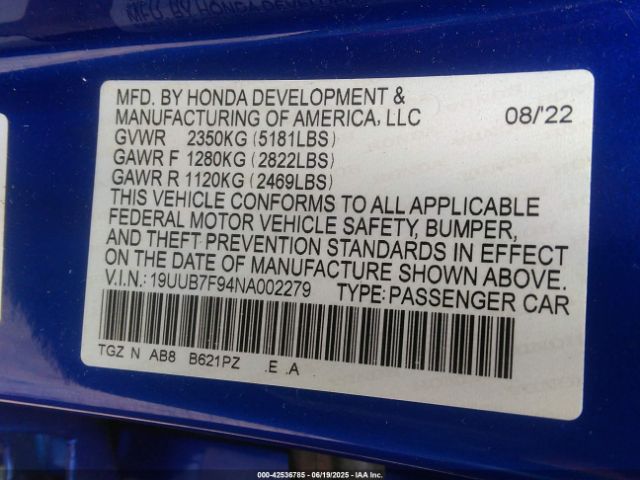 MFD. BY HONDA DEVELOPMENT &
MANUFACTURING OF AMERICA, LLC 08/'22
GVWR 2350KG (5181LBS)
GAWR F 1280KG (2822LBS)
GAWR R 1120KG (2469LBS)
THIS VEHICLE CONFORMS TO ALL APPLICABLE
FEDERAL MOTOR VEHICLE SAFETY, BUMPER,
AND THEFT PREVENTION STANDARDS IN EFFECT
ON THE DATE OF MANUFACTURE SHOWN ABOVE.
V.I.N.: 19UUB7F94NA002279 TYPE: PASSENGER CAR
TGZ N AB8 B621PZ .E .A
000-42536785 - 06/19/2025 - IAA Inc.